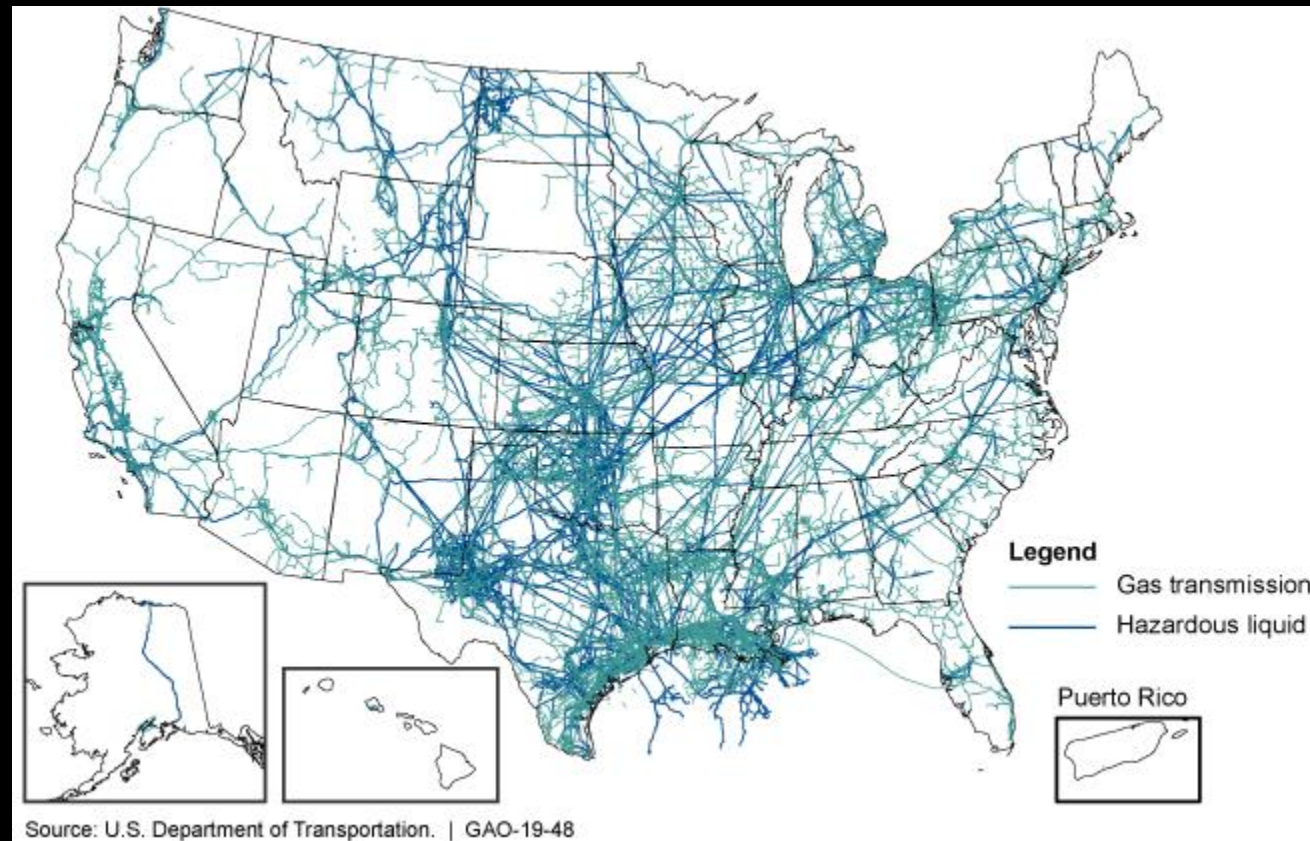 Legend
Gas transmission
Hazardous liquid
Puerto Rico
Source: U.S. Department of Transportation. | GAO-19-48